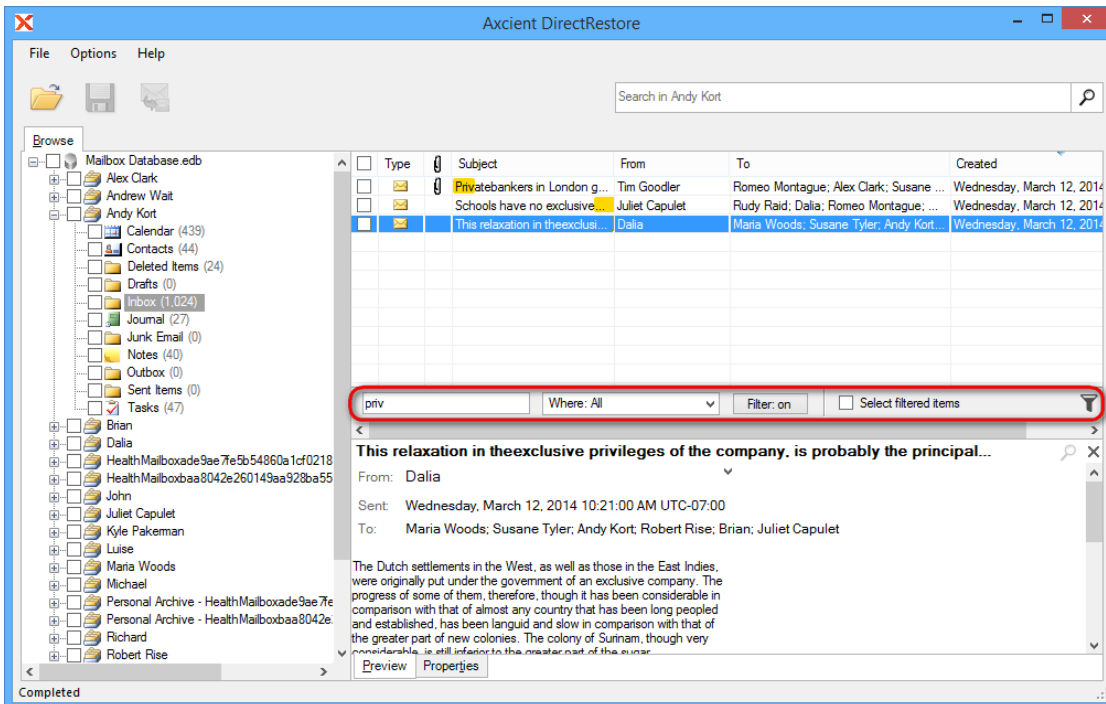 Axcient DirectRestore
File Options Help
Search in Andy Kort
Browse
Mailbox Database.edb
Alex Clark
Andrew Wait
Andy Kort
Calendar (439)
Contacts (44)
Deleted Items (24)
Drafts (0)
Inbox (1,024)
Journal (27)
Junk Email (0)
Notes (40)
Outbox (0)
Sent Items (0)
Tasks (47)
Brian
Dalia
HealthMailboxade9ae7fe5b54860a1cf0218
HealthMailboxbaa8042e260149aa928ba55
John
Juliet Capulet
Kyle Pakerman
Luise
Maria Woods
Michael
Personal Archive - HealthMailboxade9ae7fe
Personal Archive - HealthMailboxbaa8042e.
Richard
Robert Rise
Type Subject From To Created
Privatebankers in London g... Tim Goodler Romeo Montague; Alex Clark; Susane ... Wednesday, March 12, 2014
Schools have no exclusive... Juliet Capulet Rudy Raid; Dalia; Romeo Montague; ... Wednesday, March 12, 2014
This relaxation in theexclusi... Dalia Maria Woods; Susane Tyler; Andy Kort... Wednesday, March 12, 2014
priv Where: All Filter: on Select filtered items
This relaxation in theexclusive privileges of the company, is probably the principal...
From: Dalia
Sent: Wednesday, March 12, 2014 10:21:00 AM UTC-07:00
To: Maria Woods; Susane Tyler; Andy Kort; Robert Rise; Brian; Juliet Capulet
The Dutch settlements in the West, as well as those in the East Indies,
were originally put under the government of an exclusive company. The
progress of some of them, therefore, though it has been considerable in
comparison with that of almost any country that has been long peopled
and established, has been languid and slow in comparison with that of
the greater part of new colonies. The colony of Surinam, though very
considerable, is still inferior to the greater part of the sugar
Preview Properties
Completed